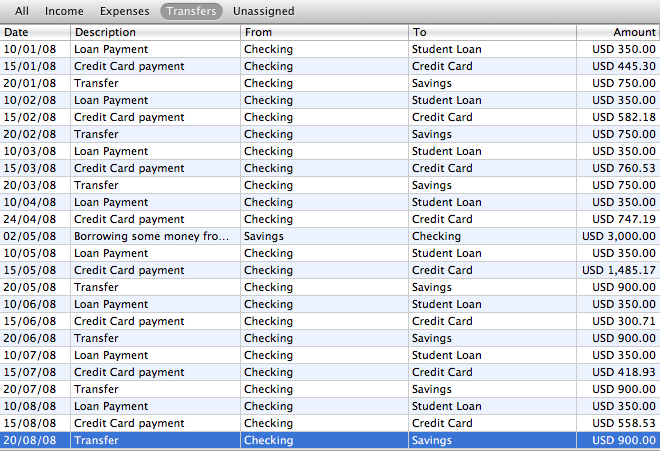 All Income Expenses Transfers Unassigned
Date Description From To Amount
10/01/08 Loan Payment Checking Student Loan USD 350.00
15/01/08 Credit Card payment Checking Credit Card USD 445.30
20/01/08 Transfer Checking Savings USD 750.00
10/02/08 Loan Payment Checking Student Loan USD 350.00
15/02/08 Credit Card payment Checking Credit Card USD 582.18
20/02/08 Transfer Checking Savings USD 750.00
10/03/08 Loan Payment Checking Student Loan USD 350.00
15/03/08 Credit Card payment Checking Credit Card USD 760.53
20/03/08 Transfer Checking Savings USD 750.00
10/04/08 Loan Payment Checking Student Loan USD 350.00
24/04/08 Credit Card payment Checking Credit Card USD 747.19
02/05/08 Borrowing some money fro... Savings Checking USD 3,000.00
10/05/08 Loan Payment Checking Student Loan USD 350.00
15/05/08 Credit Card payment Checking Credit Card USD 1,485.17
20/05/08 Transfer Checking Savings USD 900.00
10/06/08 Loan Payment Checking Student Loan USD 350.00
15/06/08 Credit Card payment Checking Credit Card USD 300.71
20/06/08 Transfer Checking Savings USD 900.00
10/07/08 Loan Payment Checking Student Loan USD 350.00
15/07/08 Credit Card payment Checking Credit Card USD 418.93
20/07/08 Transfer Checking Savings USD 900.00
10/08/08 Loan Payment Checking Student Loan USD 350.00
15/08/08 Credit Card payment Checking Credit Card USD 558.53
20/08/08 Transfer Checking Savings USD 900.00